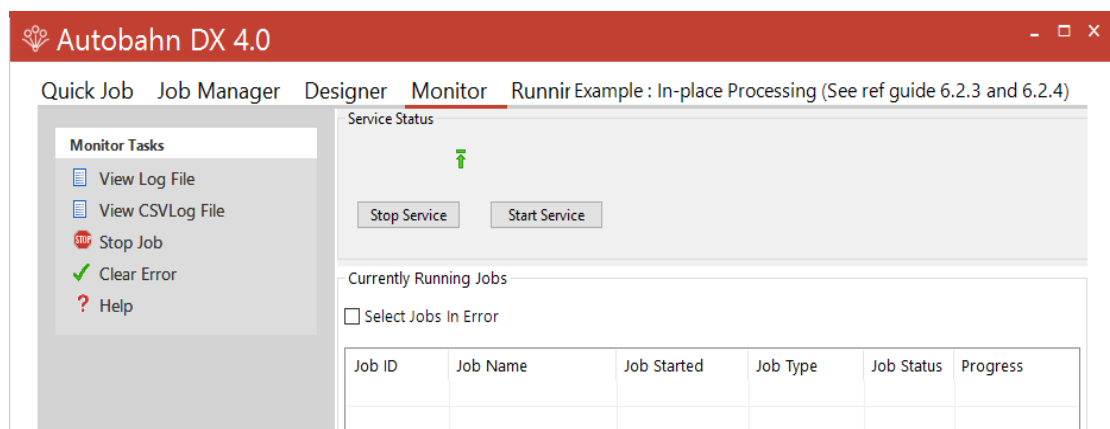 Autobahn DX 4.0
Quick Job Job Manager Designer Monitor Runnin Example : In-place Processing (See ref guide 6.2.3 and 6.2.4)
Monitor Tasks
View Log File
View CSVLog File
STOP Stop Job
Clear Error
? Help
Service Status
Stop Service Start Service
Currently Running Jobs
Select Jobs In Error
Job ID Job Name Job Started Job Type Job Status Progress